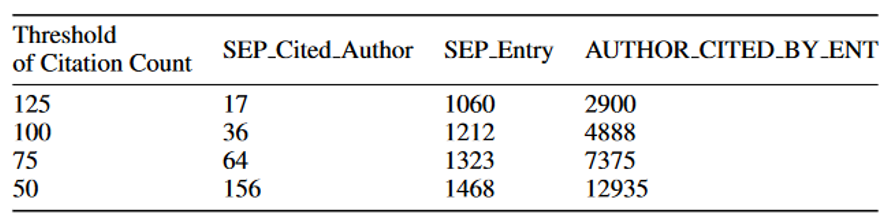 Threshold
of Citation Count SEP_Cited_Author SEP_Entry AUTHOR_CITED_BY_ENT
125 17 1060 2900
100 36 1212 4888
75 64 1323 7375
50 156 1468 12935